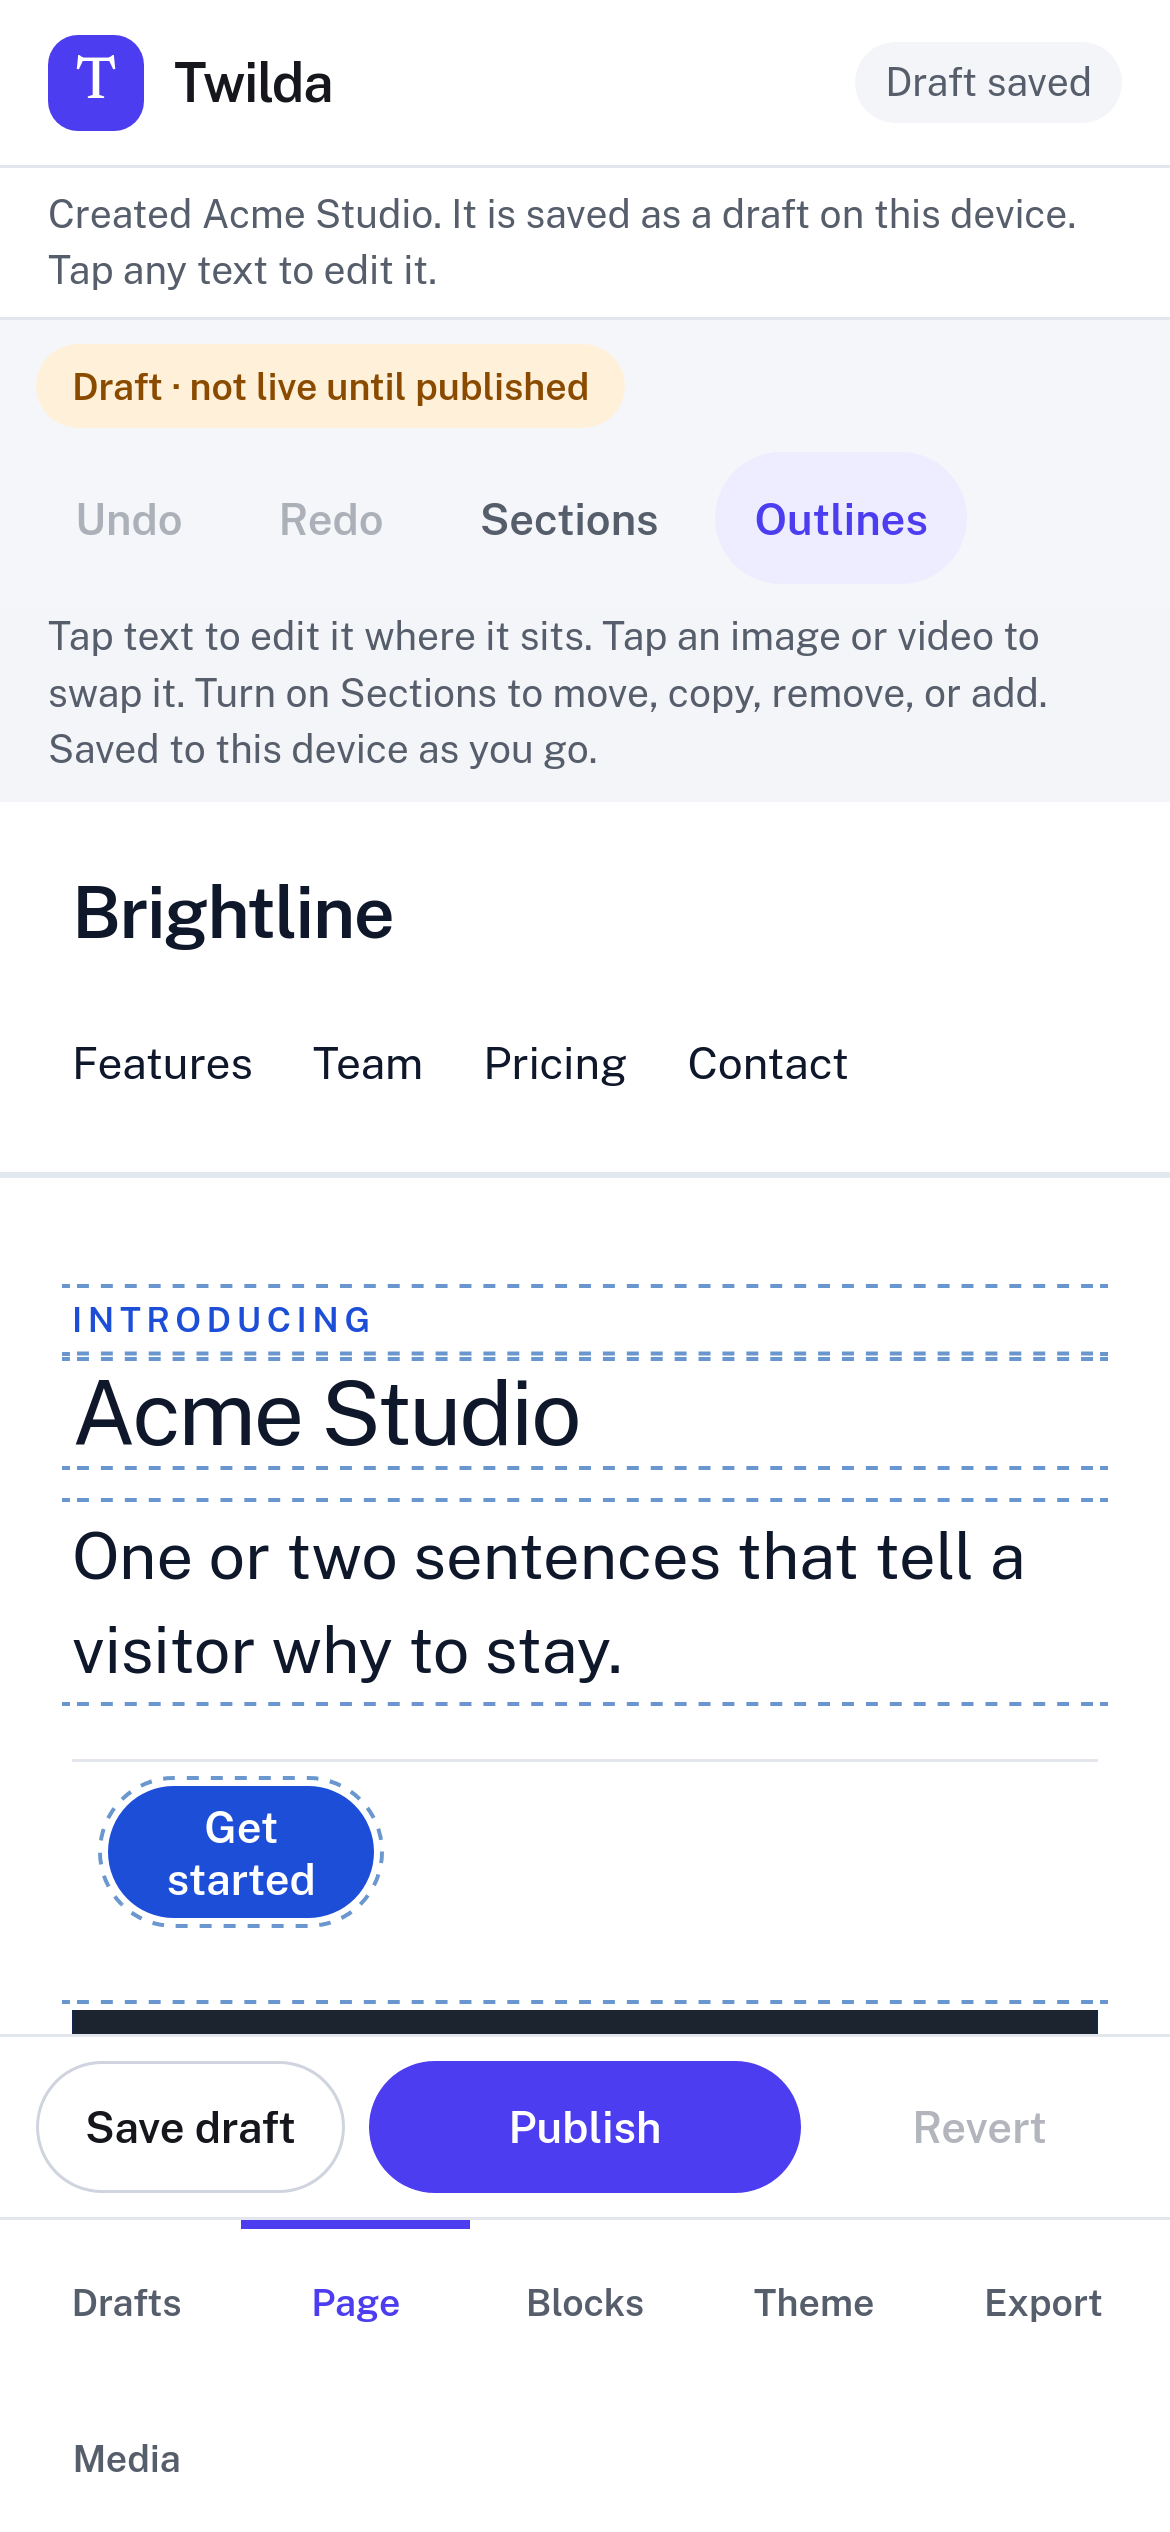 T
Twilda
Draft saved
Created Acme Studio. It is saved as a draft on this device.
Tap any text to edit it.
Draft · not live until published
Undo Redo Sections Outlines
Tap text to edit it where it sits. Tap an image or video to
swap it. Turn on Sections to move, copy, remove, or add.
Saved to this device as you go.
Brightline
Features Team Pricing Contact
INTRODUCING
Acme Studio
One or two sentences that tell a
visitor why to stay.
Get
started
Save draft Publish Revert
Drafts Page Blocks Theme Export
Media